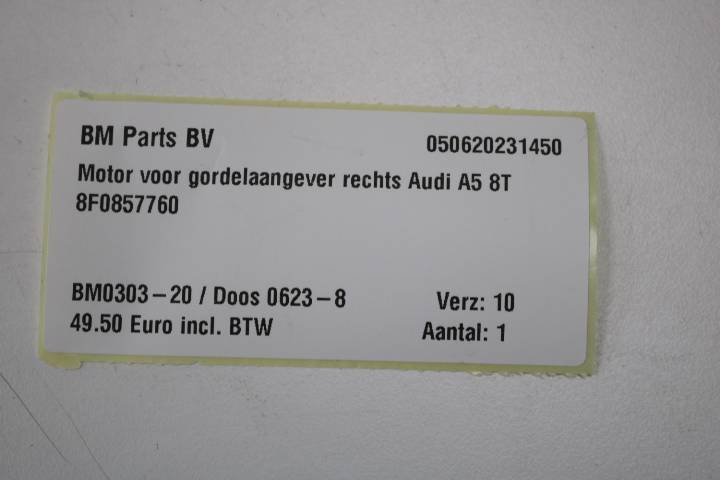 BM Parts BV 050620231450
Motor voor gordelaangever rechts Audi A5 8T
8F0857760
BM0303-20 / Doos 0623-8 Verz: 10
49.50 Euro incl. BTW Aantal: 1